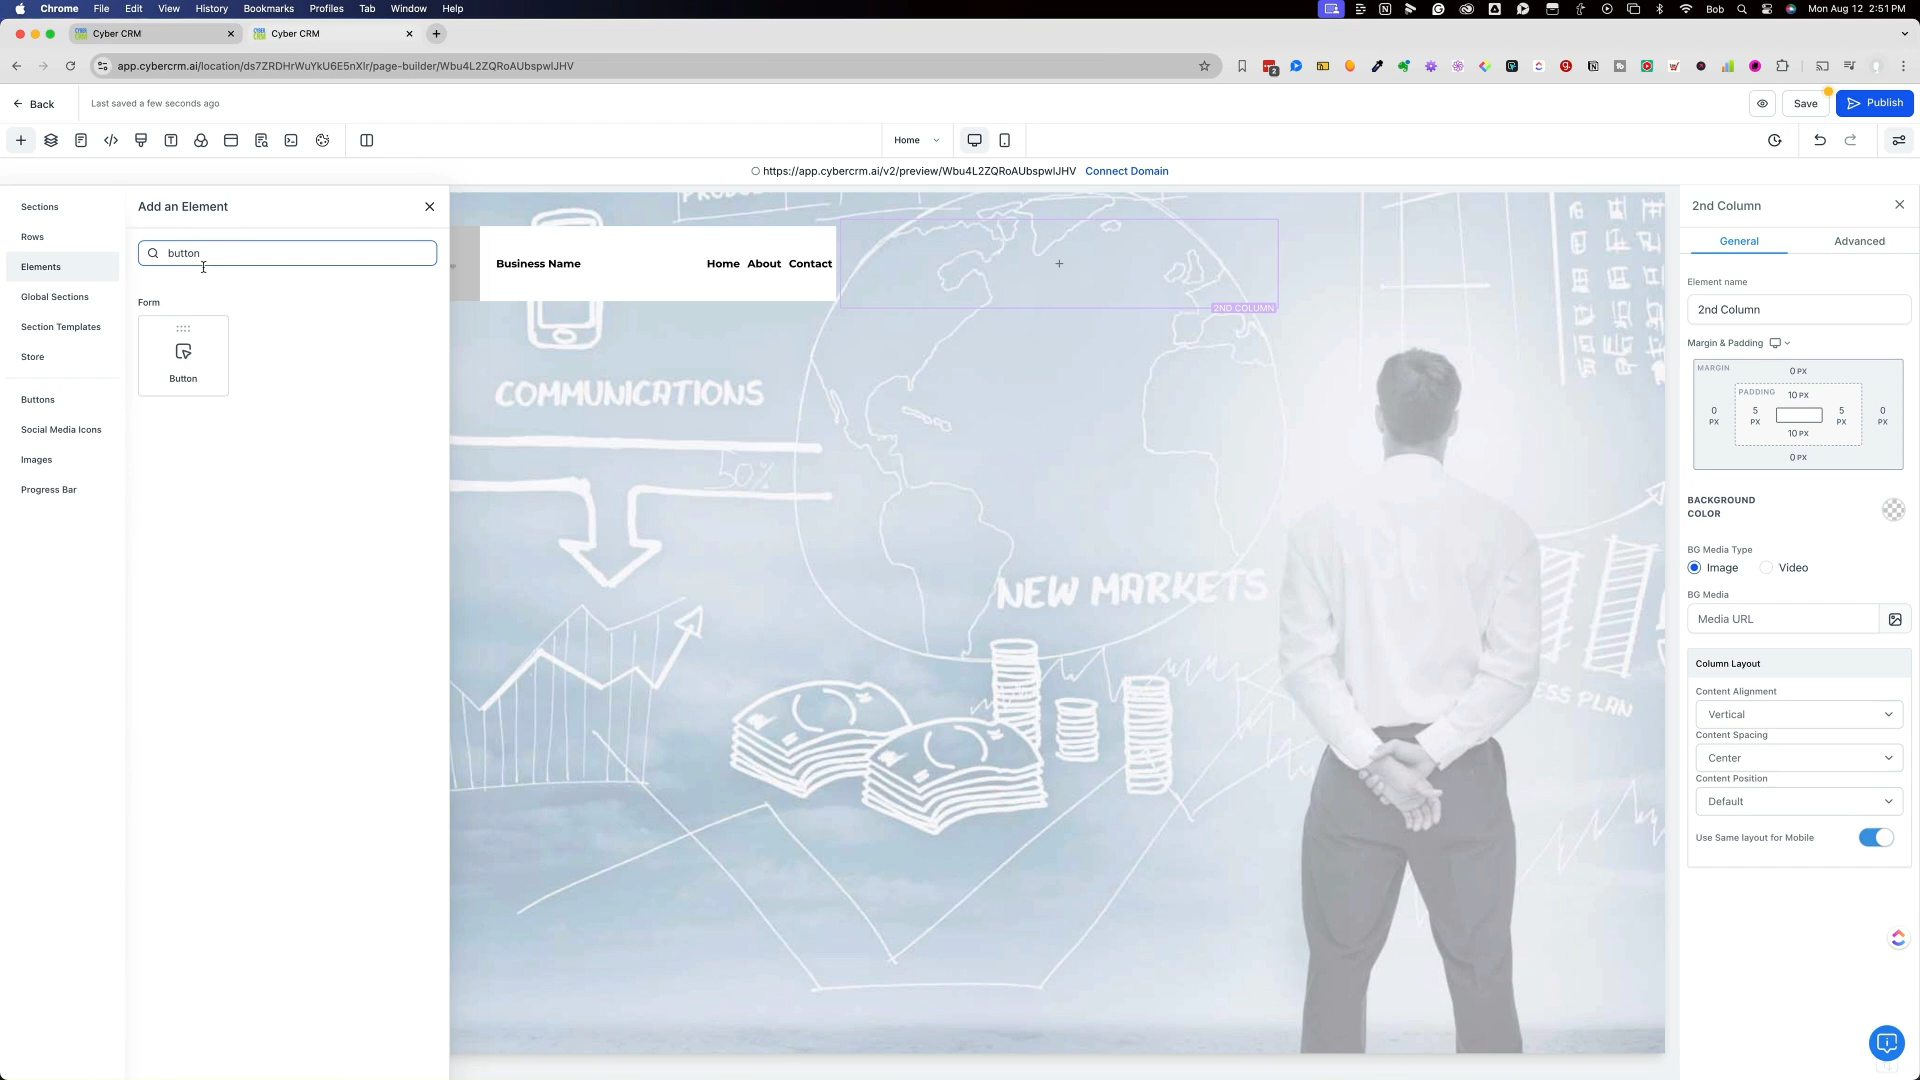 Chrome File Edit View History Bookmarks Profiles Tab Window Help Bob Mon Aug 12 2:51 PM
Cyber CRM Cyber CRM
app.cybercrm.ai/location/ds7ZRDHrWuYkU6E5nXlr/page-builder/Wbu4L2ZQRoAUbspwlJHV
Back Last saved a few seconds ago Save Publish
Home
https://app.cybercrm.ai/v2/preview/Wbu4L2ZQRoAUbspwlJHV Connect Domain
Sections
Rows
Elements
Global Sections
Section Templates
Store
Buttons
Social Media Icons
Images
Progress Bar
Add an Element
button
Form
Button
Business Name Home About Contact
2ND COLUMN
COMMUNICATIONS
50%
NEW MARKETS
2nd Column
General Advanced
Element name
2nd Column
Margin & Padding
MARGIN 0 PX
PADDING 10 PX
0 PX 5 PX 5 PX 0 PX
10 PX
0 PX
BACKGROUND COLOR
BG Media Type
Image Video
BG Media
Media URL
Column Layout
Content Alignment
Vertical
Content Spacing
Center
Content Position
Default
Use Same layout for Mobile